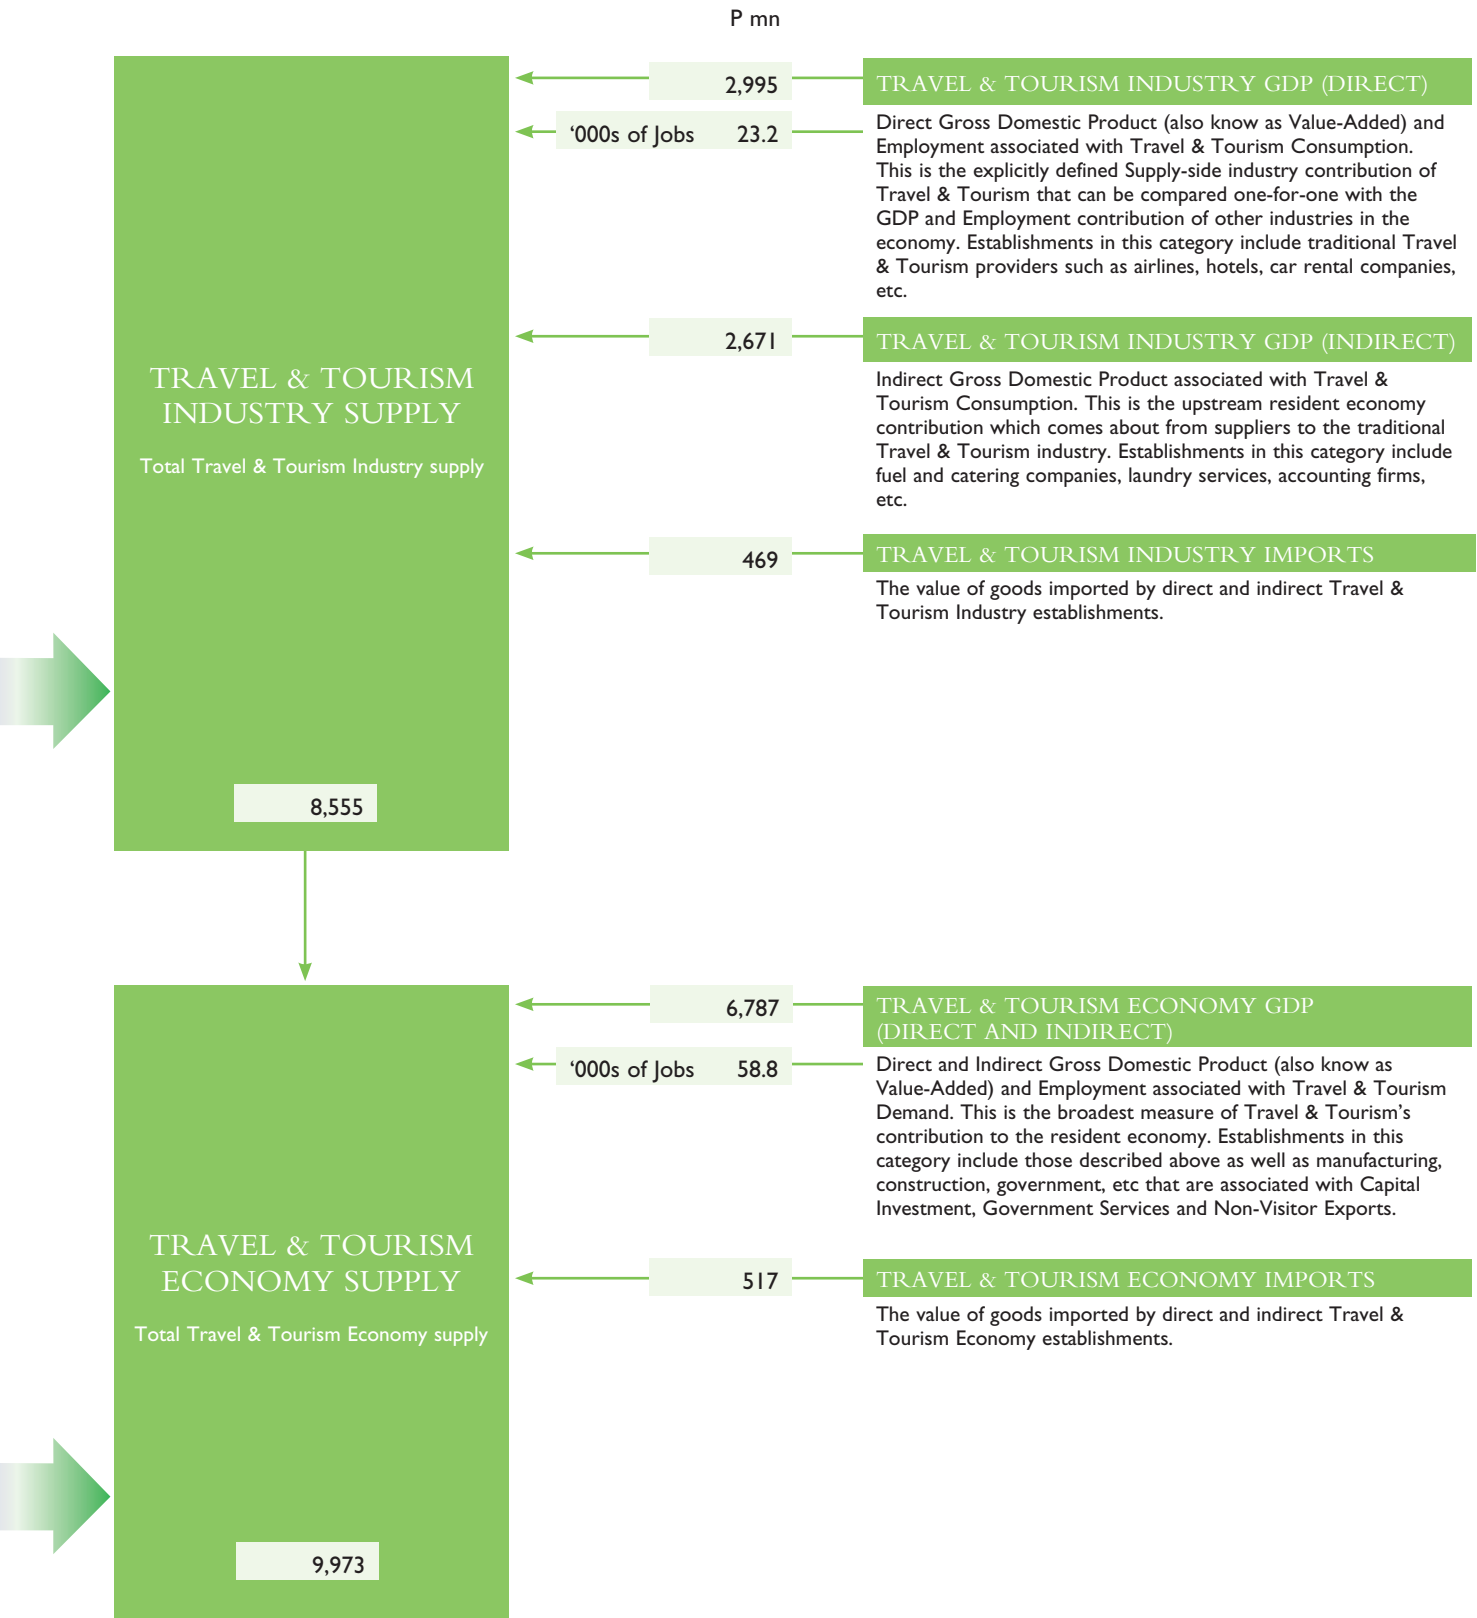 P mn
2,995
TRAVEL & TOURISM INDUSTRY GDP (DIRECT)
‘000s of Jobs 23.2
Direct Gross Domestic Product (also know as Value-Added) and
Employment associated with Travel & Tourism Consumption.
This is the explicitly defined Supply-side industry contribution of
Travel & Tourism that can be compared one-for-one with the
GDP and Employment contribution of other industries in the
economy. Establishments in this category include traditional Travel
& Tourism providers such as airlines, hotels, car rental companies,
etc.
2,671
TRAVEL & TOURISM INDUSTRY GDP (INDIRECT)
Indirect Gross Domestic Product associated with Travel &
Tourism Consumption. This is the upstream resident economy
contribution which comes about from suppliers to the traditional
Travel & Tourism industry. Establishments in this category include
fuel and catering companies, laundry services, accounting firms,
etc.
TRAVEL & TOURISM
INDUSTRY SUPPLY
Total Travel & Tourism Industry supply
469
TRAVEL & TOURISM INDUSTRY IMPORTS
The value of goods imported by direct and indirect Travel &
Tourism Industry establishments.
8,555
6,787
TRAVEL & TOURISM ECONOMY GDP
(DIRECT AND INDIRECT)
‘000s of Jobs 58.8
Direct and Indirect Gross Domestic Product (also know as
Value-Added) and Employment associated with Travel & Tourism
Demand. This is the broadest measure of Travel & Tourism’s
contribution to the resident economy. Establishments in this
category include those described above as well as manufacturing,
construction, government, etc that are associated with Capital
Investment, Government Services and Non-Visitor Exports.
TRAVEL & TOURISM
ECONOMY SUPPLY
Total Travel & Tourism Economy supply
517
TRAVEL & TOURISM ECONOMY IMPORTS
The value of goods imported by direct and indirect Travel &
Tourism Economy establishments.
9,973